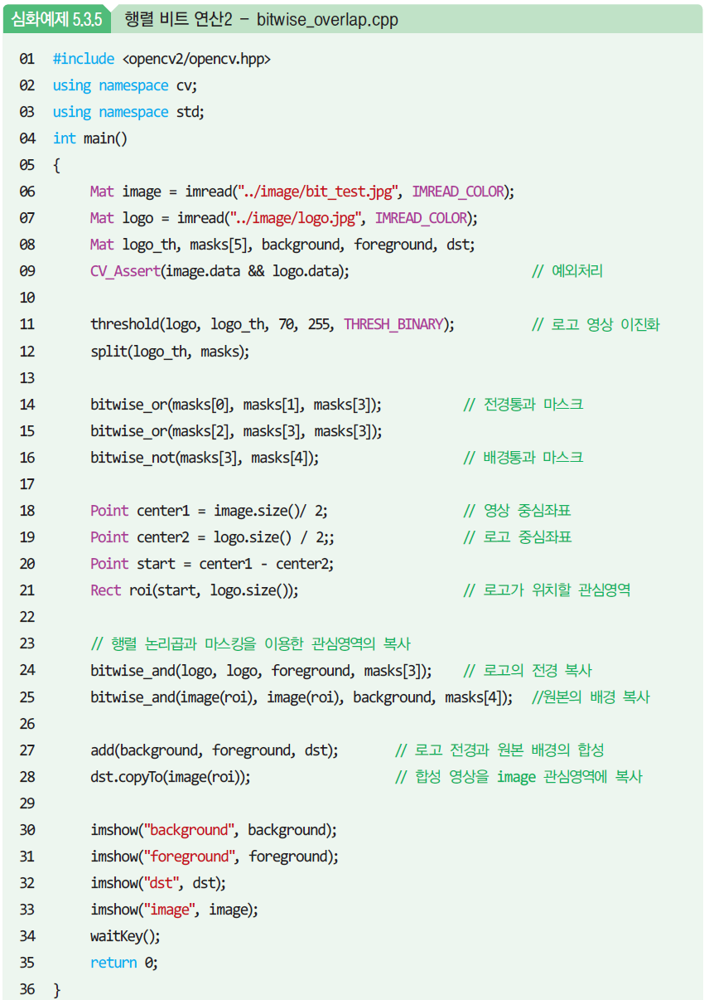 심화예제 5.3.5 행렬 비트 연산2 - bitwise_overlap.cpp
01 #include <opencv2/opencv.hpp>
02 using namespace cv;
03 using namespace std;
04 int main()
05 {
06 Mat image = imread("../image/bit_test.jpg", IMREAD_COLOR);
07 Mat logo = imread("../image/logo.jpg", IMREAD_COLOR);
08 Mat logo_th, masks[5], background, foreground, dst;
09 CV_Assert(image.data && logo.data); // 예외처리
10
11 threshold(logo, logo_th, 70, 255, THRESH_BINARY); // 로고 영상 이진화
12 split(logo_th, masks);
13
14 bitwise_or(masks[0], masks[1], masks[3]); // 전경통과 마스크
15 bitwise_or(masks[2], masks[3], masks[3]);
16 bitwise_not(masks[3], masks[4]); // 배경통과 마스크
17
18 Point center1 = image.size()/ 2; // 영상 중심좌표
19 Point center2 = logo.size() / 2;; // 로고 중심좌표
20 Point start = center1 - center2;
21 Rect roi(start, logo.size()); // 로고가 위치할 관심영역
22
23 // 행렬 논리곱과 마스킹을 이용한 관심영역의 복사
24 bitwise_and(logo, logo, foreground, masks[3]); // 로고의 전경 복사
25 bitwise_and(image(roi), image(roi), background, masks[4]); //원본의 배경 복사
26
27 add(background, foreground, dst); // 로고 전경과 원본 배경의 합성
28 dst.copyTo(image(roi)); // 합성 영상을 image 관심영역에 복사
29
30 imshow("background", background);
31 imshow("foreground", foreground);
32 imshow("dst", dst);
33 imshow("image", image);
34 waitKey();
35 return 0;
36 }